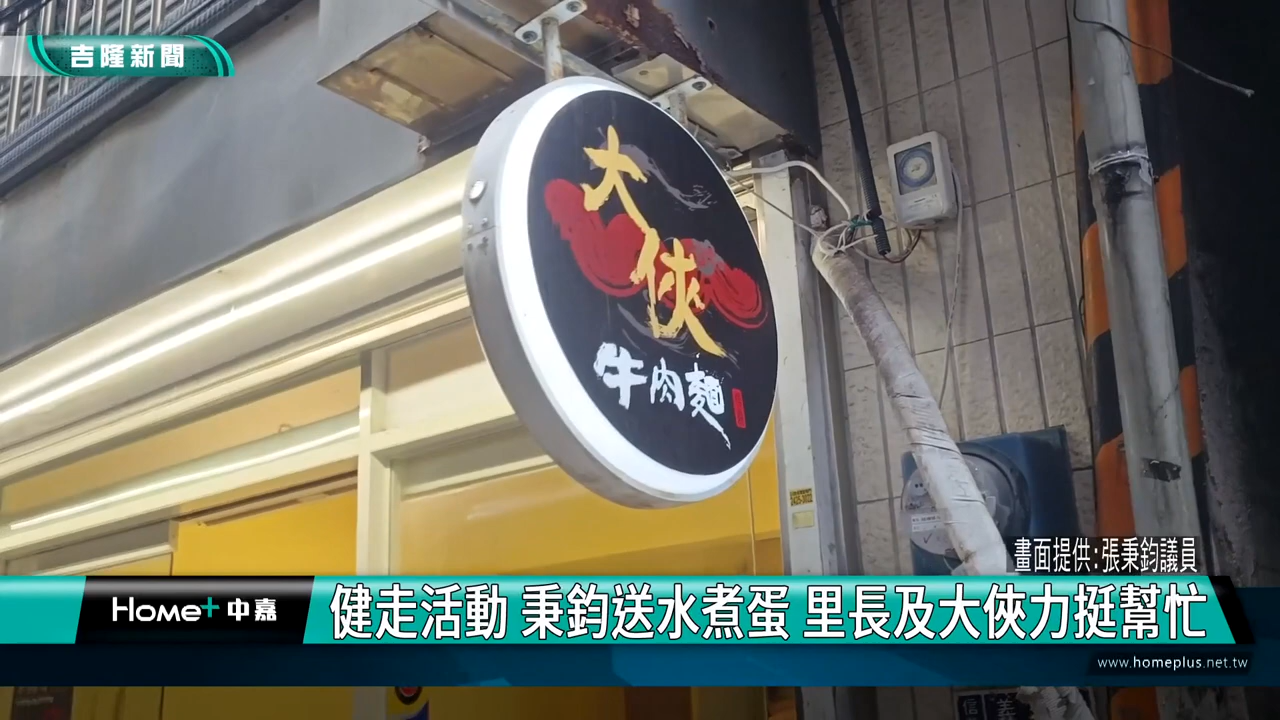 吉隆新聞
大俠
牛肉麵
畫面提供:張秉鈞議員
Home+中嘉
健走活動 秉鈞送水煮蛋 里長及大俠力挺幫忙
www.homeplus.net.tw
信 義